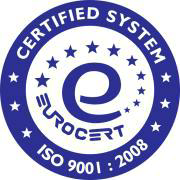 CERTIFIED SYSTEM
e
EUROCERT
ISO 9001 : 2008